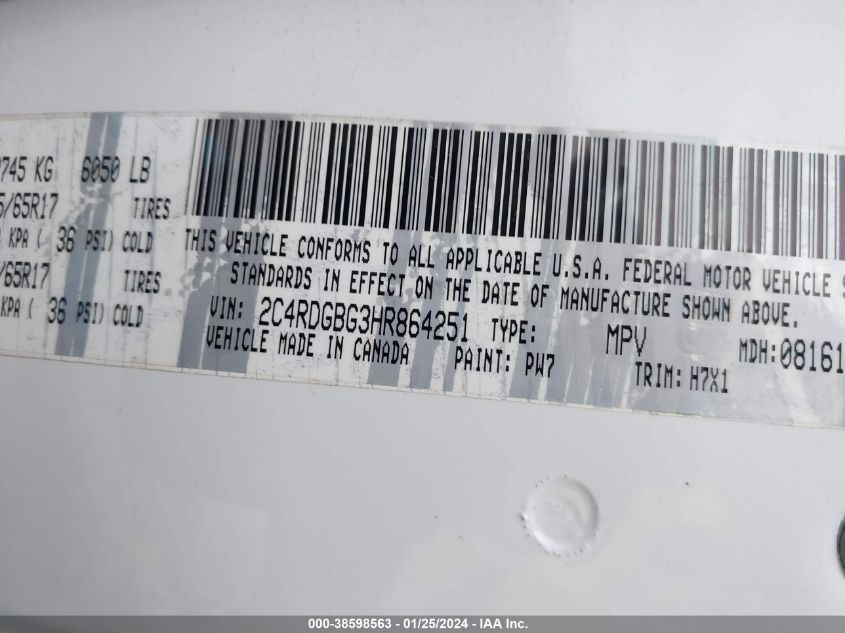 745 KG 6050 LB
/65R17 TIRES
KPA ( 36 PSI) COLD
/65R17 TIRES
KPA ( 36 PSI) COLD
THIS VEHICLE CONFORMS TO ALL APPLICABLE U.S.A. FEDERAL MOTOR VEHICLE S
STANDARDS IN EFFECT ON THE DATE OF MANUFACTURE SHOWN ABOVE.
VIN: 2C4RDGBG3HR864251 TYPE: MPV MDH:08161
VEHICLE MADE IN CANADA PAINT: PW7 TRIM: H7X1
000-38598563 - 01/25/2024 - IAA Inc.